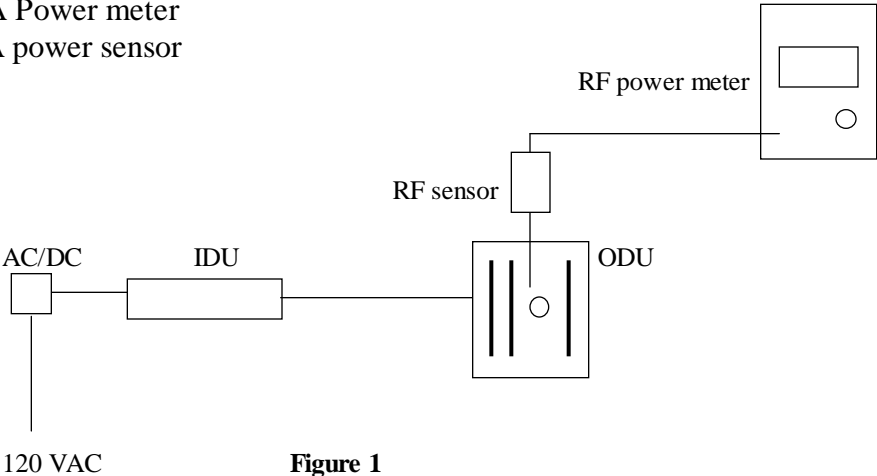 A Power meter
A power sensor
RF power meter
RF sensor
AC/DC
IDU
ODU
120 VAC
Figure 1